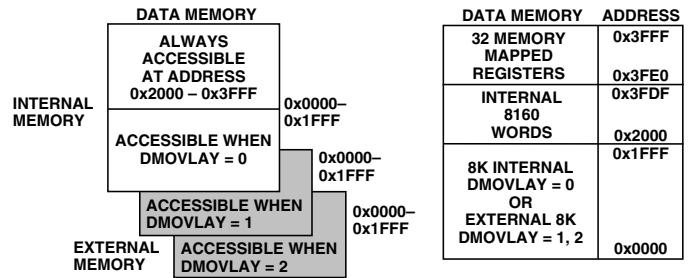 DATA MEMORY
ALWAYS
ACCESSIBLE
AT ADDRESS
0x2000 – 0x3FFF
INTERNAL
MEMORY
0x0000–
0x1FFF
ACCESSIBLE WHEN
DMOVLAY = 0
0x0000–
0x1FFF
ACCESSIBLE WHEN
DMOVLAY = 1
0x0000–
0x1FFF
EXTERNAL
MEMORY
ACCESSIBLE WHEN
DMOVLAY = 2
DATA MEMORY ADDRESS
32 MEMORY
MAPPED
REGISTERS
0x3FFF
0x3FE0
INTERNAL
8160
WORDS
0x3FDF
0x2000
8K INTERNAL
DMOVLAY = 0
OR
EXTERNAL 8K
DMOVLAY = 1, 2
0x1FFF
0x0000